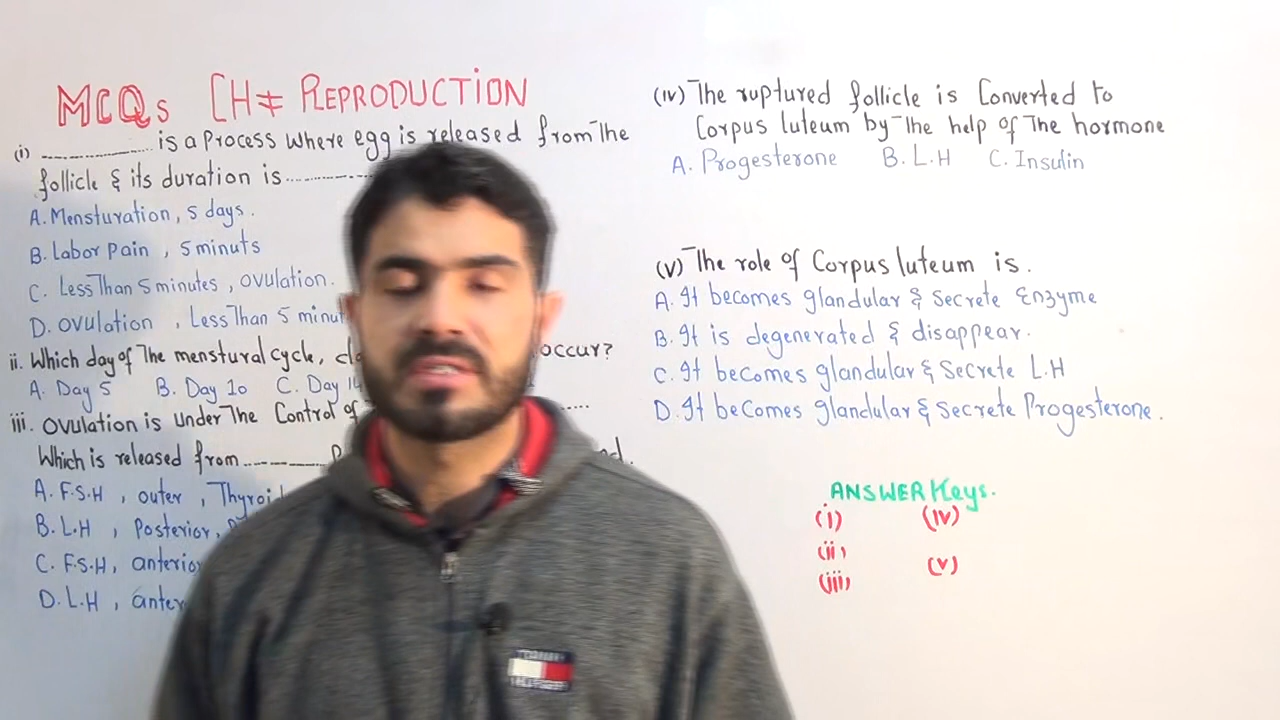 MCQs CH≠ REPRODUCTION
(i) ............ is a process where egg is released from the
follicle & its duration is............
A. Mensturation, 5 days.
B. Labor pain, 5 minuts
C. Less Than 5 minutes, ovulation.
D. ovulation, Less Than 5 minut
ii. Which day of The menstural cycle, occur?
A. Day 5 B. Day 10 C. Day 14
iii. Ovulation is under The Control of ......
Which is released from ............
A. F.S.H, outer, Thyroid
B. L.H, Posterior,
C. F.S.H, anterior
D. L.H, anter
(iv) The ruptured follicle is Converted to
Corpus luteum by The help of The hormone
A. Progesterone B. L.H C. Insulin
(v) The role of Corpus luteum is.
A. It becomes glandular & Secrete Enzyme
B. It is degenerated & disappear.
C. It becomes glandular & Secrete L.H
D. It becomes glandular & Secrete Progesterone.
ANSWER Keys.
(i) (iv)
(ii)
(iii) (v)
TOMMY
HILFIGER